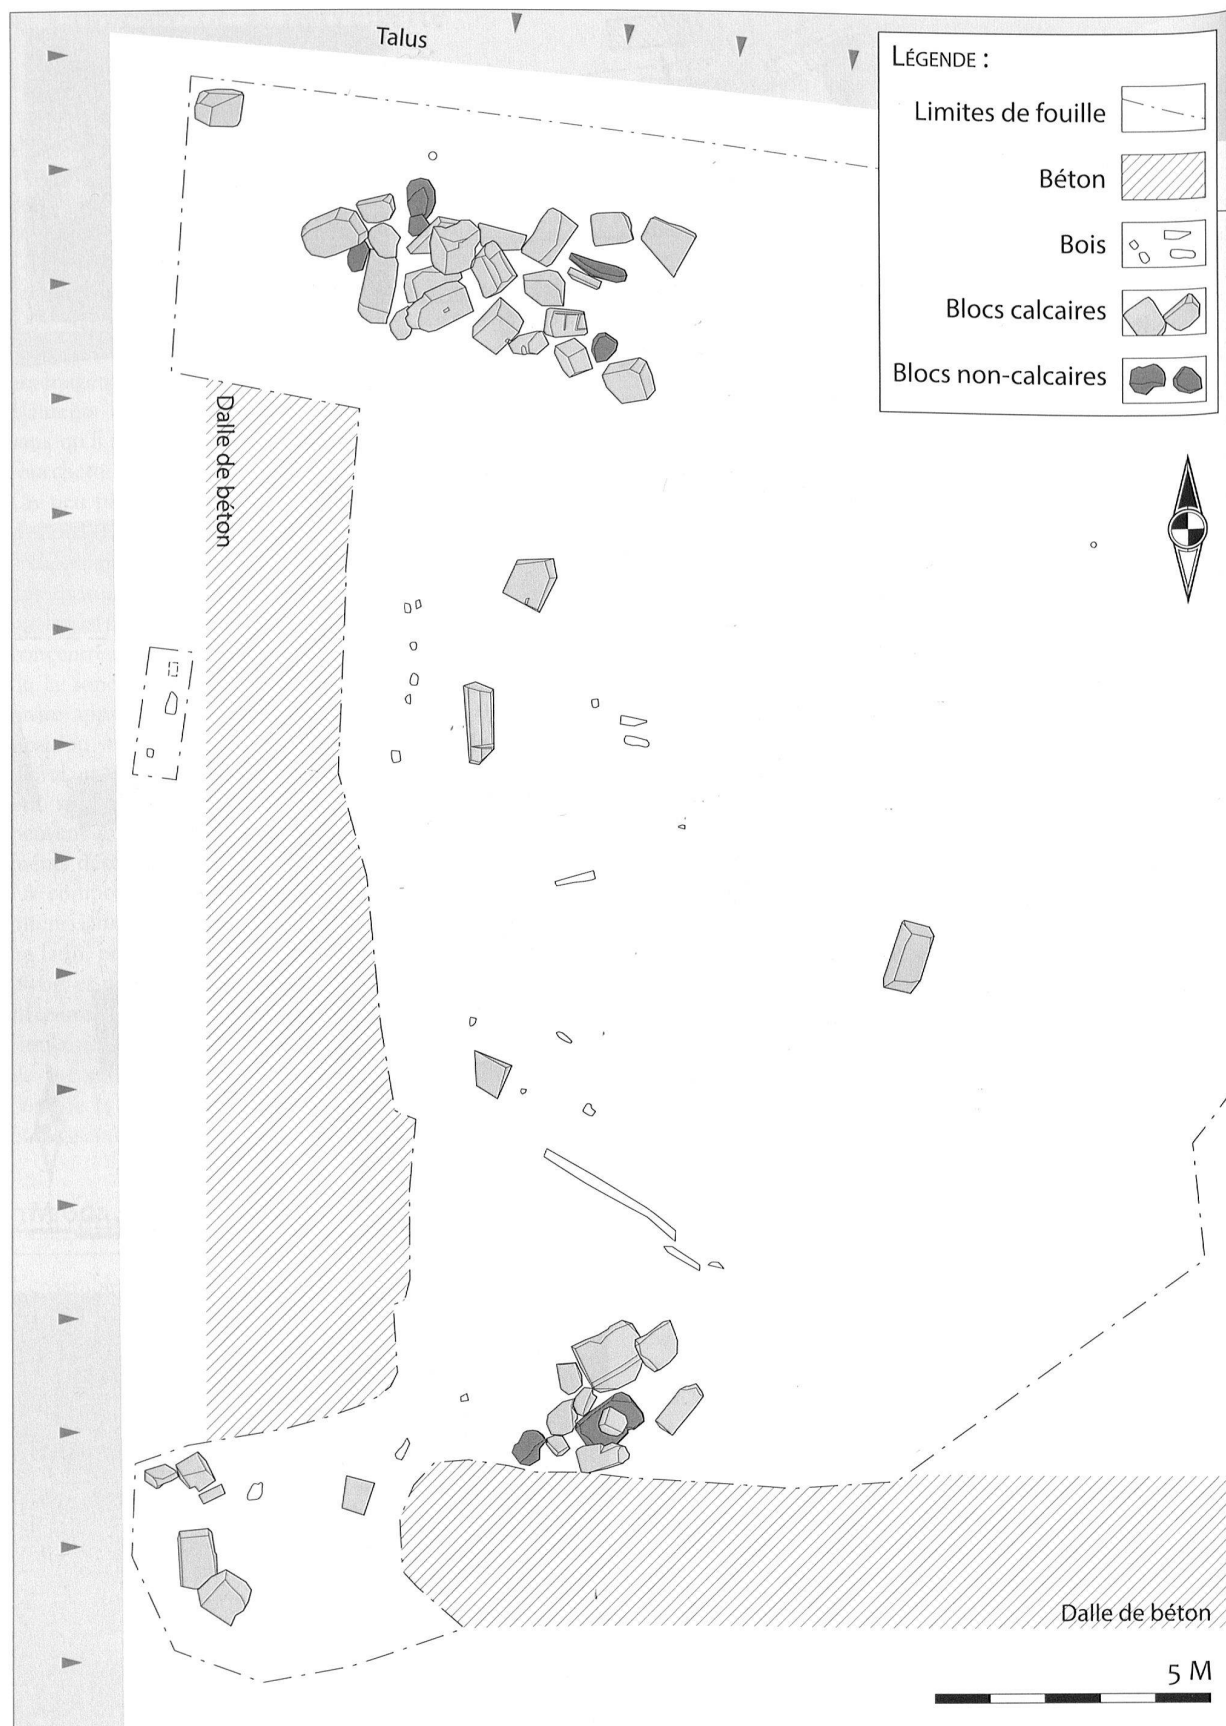 Talus
LÉGENDE :
Limites de fouille
Béton
Bois
Blocs calcaires
Blocs non-calcaires
Dalle de béton
Dalle de béton
5 M